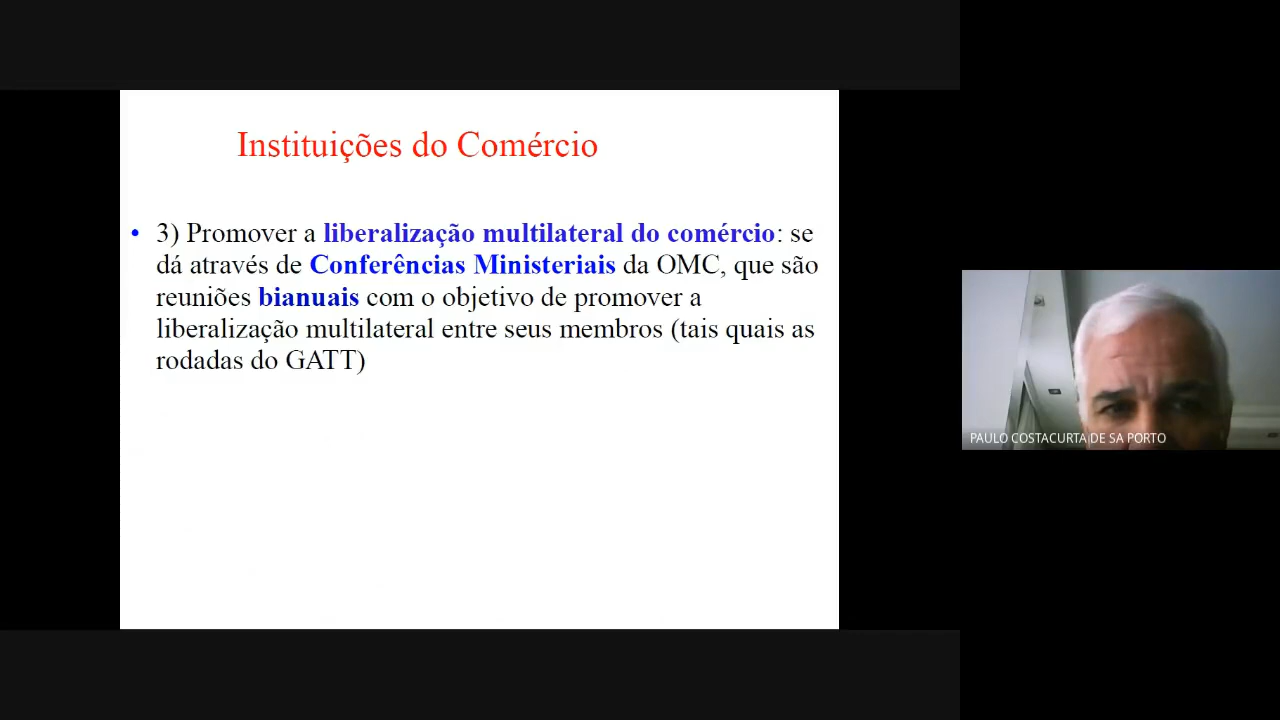 Instituições do Comércio
• 3) Promover a liberalização multilateral do comércio: se
dá através de Conferências Ministeriais da OMC, que são
reuniões bianuais com o objetivo de promover a
liberalização multilateral entre seus membros (tais quais as
rodadas do GATT)
PAULO COSTACURTA DE SA PORTO